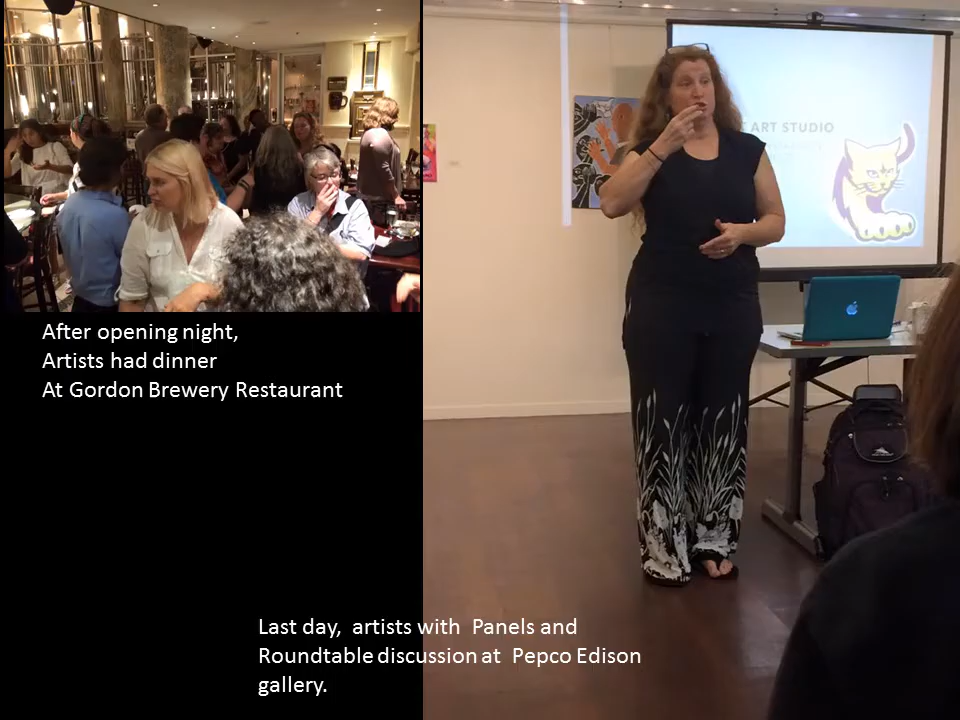 After opening night,
Artists had dinner
At Gordon Brewery Restaurant
ART STUDIO
Last day, artists with Panels and
Roundtable discussion at Pepco Edison
gallery.